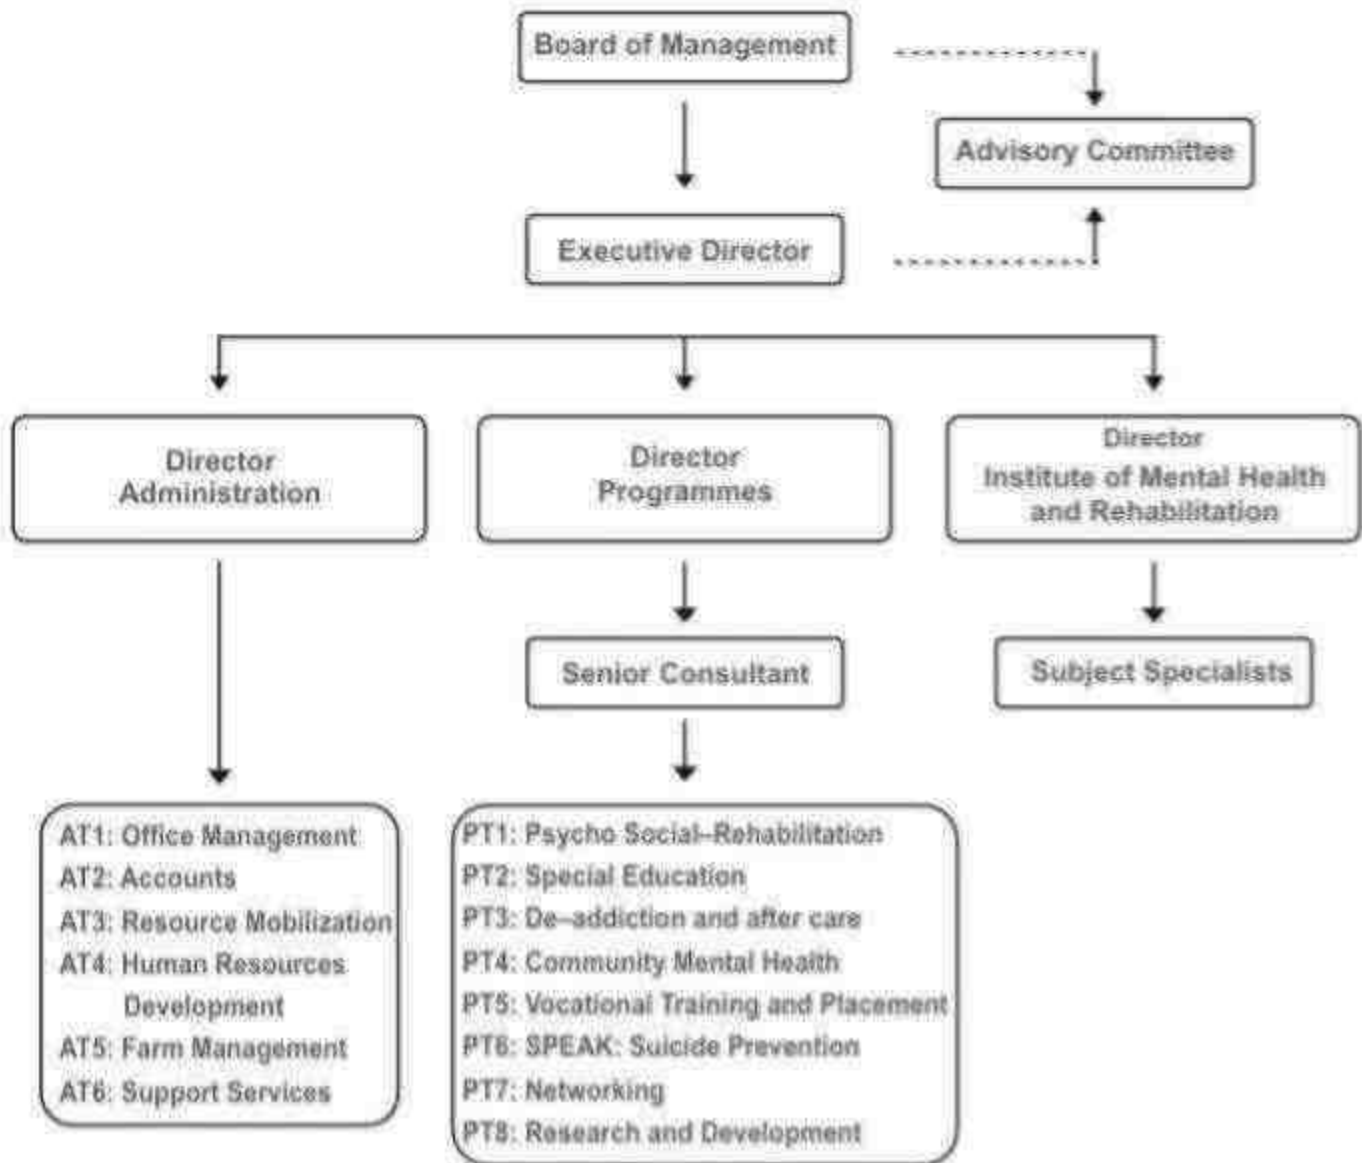 Board of Management
Advisory Committee
Executive Director
Director
Administration
Director
Programmes
Director
Institute of Mental Health
and Rehabilitation
Senior Consultant
Subject Specialists
AT1: Office Management
AT2: Accounts
AT3: Resource Mobilization
AT4: Human Resources
Development
AT5: Farm Management
AT6: Support Services
PT1: Psycho Social–Rehabilitation
PT2: Special Education
PT3: De–addiction and after care
PT4: Community Mental Health
PT5: Vocational Training and Placement
PT6: SPEAK: Suicide Prevention
PT7: Networking
PT8: Research and Development